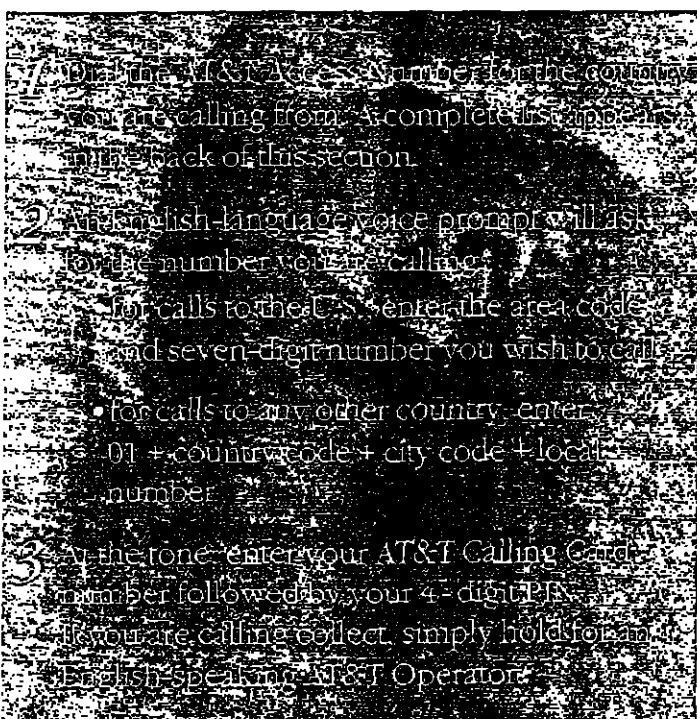 1 Dial the AT&T Access Number for the country
you are calling from. A complete list appears
in the back of this section.
2 An English-language voice prompt will ask
for the number you are calling:
• for calls to the U.S. enter the area code
and seven-digit number you wish to call
• for calls to any other country, enter
01 + country code + city code + local
number
3 At the tone, enter your AT&T Calling Card
number followed by your 4-digit PIN.
If you are calling collect, simply hold for an
English-speaking AT&T Operator.